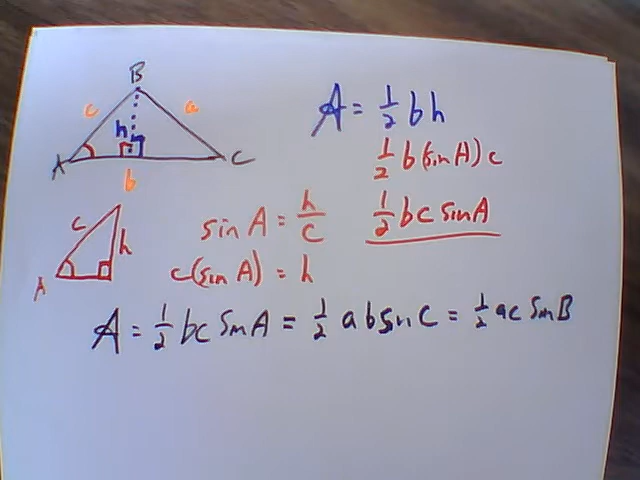 B
c a
h
A C
b
A = 1/2 bh
1/2 b(sin A) c
1/2 bc sin A
c h
A
sin A = h/c
c(sin A) = h
A = 1/2 bc sin A = 1/2 ab sin C = 1/2 ac sin B